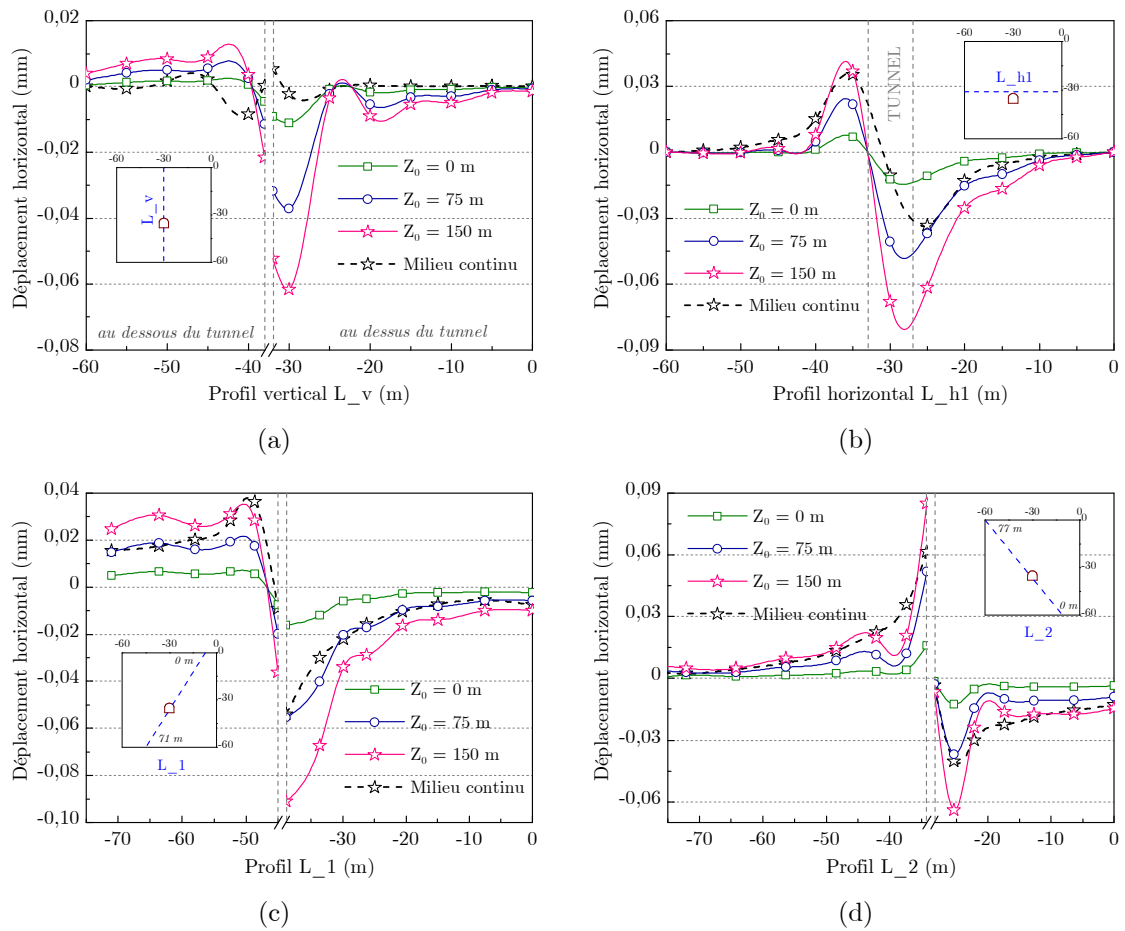 0,02
0
-0,02
-0,04
-0,06
-0,08
Déplacement horizontal (mm)
-60 -30 0
-30
-60
L_v
Z₀ = 0 m
Z₀ = 75 m
Z₀ = 150 m
Milieu continu
au dessous du tunnel
au dessus du tunnel
-60 -50 -40 -30 -20 -10 0
Profil vertical L_v (m)
(a)
0,06
0,03
0
-0,03
-0,06
-0,09
Déplacement horizontal (mm)
TUNNEL
-60 -30 0
L_h1
-30
-60
Z₀ = 0 m
Z₀ = 75 m
Z₀ = 150 m
Milieu continu
-60 -50 -40 -30 -20 -10 0
Profil horizontal L_h1 (m)
(b)
0,04
0,02
0
-0,02
-0,04
-0,06
-0,08
-0,10
Déplacement horizontal (mm)
-60 -30 0
0 m
-30
71 m
-60
L_1
Z₀ = 0 m
Z₀ = 75 m
Z₀ = 150 m
Milieu continu
-70 -60 -50 -40 -30 -20 -10 0
Profil L_1 (m)
(c)
0,09
0,06
0,03
0
-0,03
-0,06
Déplacement horizontal (mm)
Z₀ = 0 m
Z₀ = 75 m
Z₀ = 150 m
Milieu continu
-60 -30 0
77 m
-30
0 m
-60
L_2
-70 -60 -50 -40 -30 -20 -10 0
Profil L_2 (m)
(d)